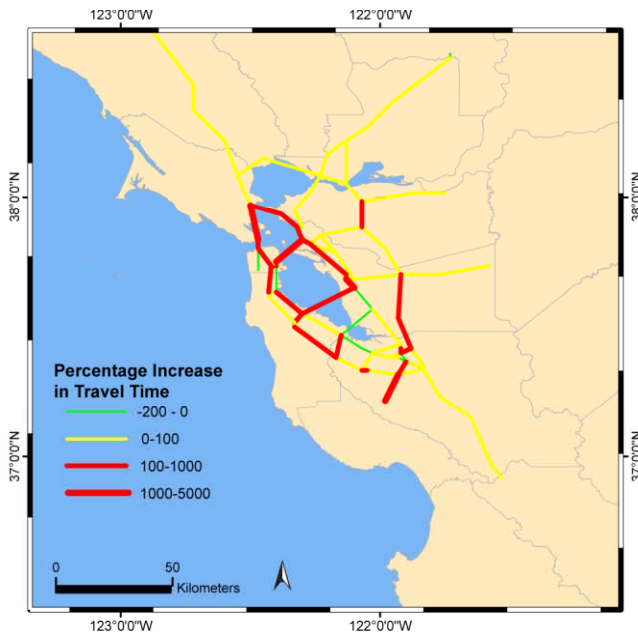 123°0'0"W 122°0'0"W
38°0'0"N 38°0'0"N
37°0'0"N 37°0'0"N
Percentage Increase
in Travel Time
-200 - 0
0-100
100-1000
1000-5000
0 50
Kilometers
123°0'0"W 122°0'0"W